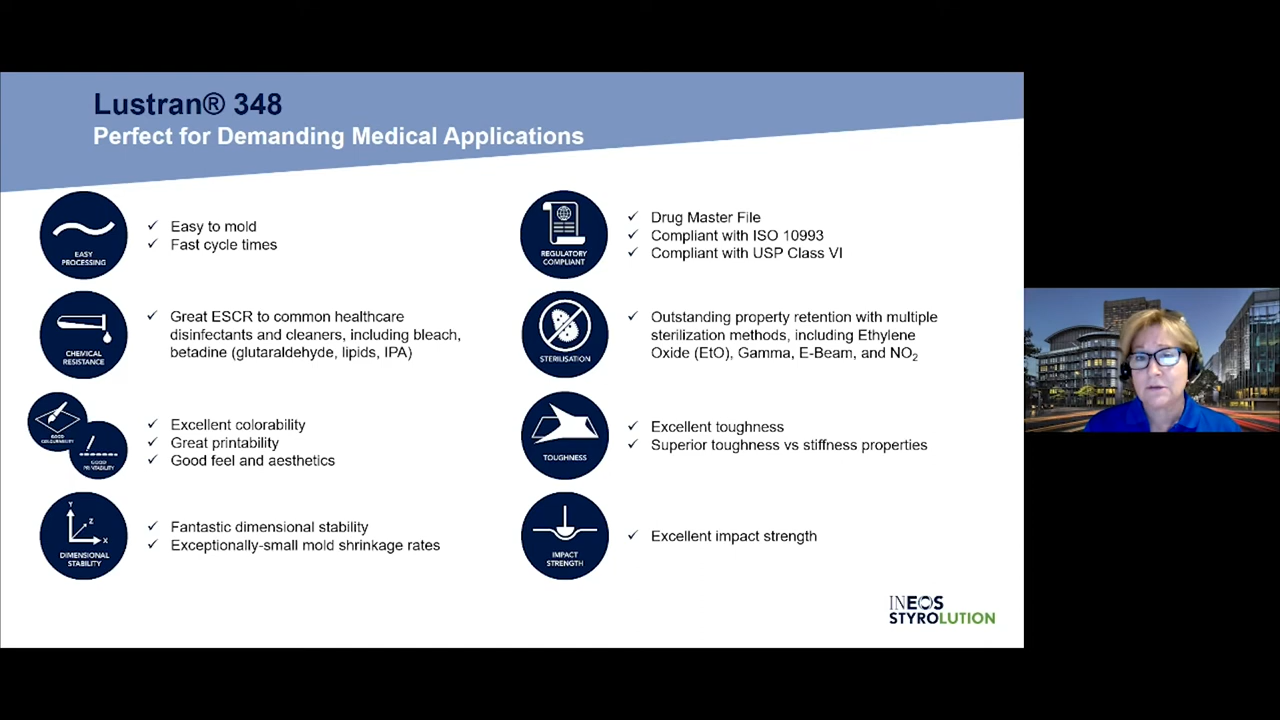 Lustran® 348
Perfect for Demanding Medical Applications
EASY
PROCESSING
✓ Easy to mold
✓ Fast cycle times
CHEMICAL
RESISTANCE
✓ Great ESCR to common healthcare
disinfectants and cleaners, including bleach,
betadine (glutaraldehyde, lipids, IPA)
GOOD
COLOURABILITY
GOOD
PRINTABILITY
✓ Excellent colorability
✓ Great printability
✓ Good feel and aesthetics
Y
Z
X
DIMENSIONAL
STABILITY
✓ Fantastic dimensional stability
✓ Exceptionally-small mold shrinkage rates
REGULATORY
COMPLIANT
✓ Drug Master File
✓ Compliant with ISO 10993
✓ Compliant with USP Class VI
STERILISATION
✓ Outstanding property retention with multiple
sterilization methods, including Ethylene
Oxide (EtO), Gamma, E-Beam, and NO₂
TOUGHNESS
✓ Excellent toughness
✓ Superior toughness vs stiffness properties
IMPACT
STRENGTH
✓ Excellent impact strength
INEOS
STYROLUTION